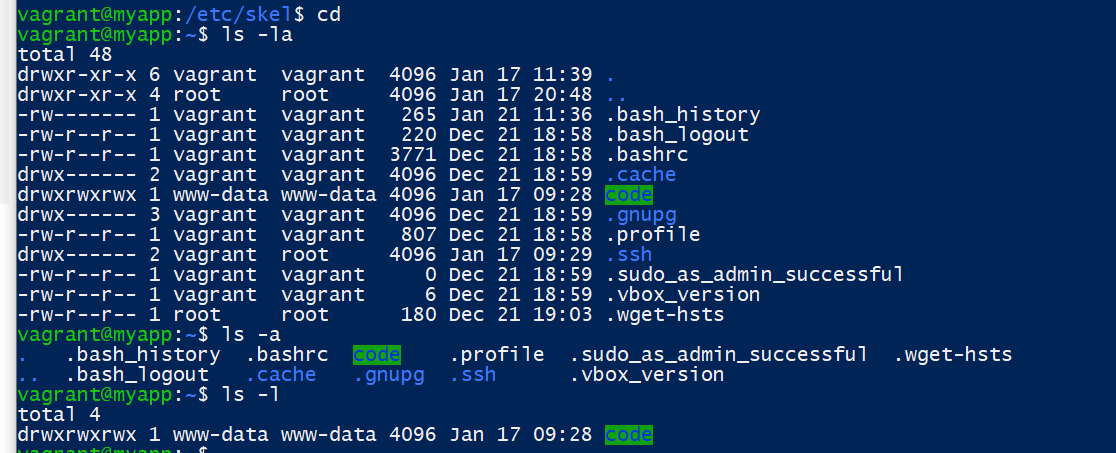 vagrant@myapp:/etc/skel$ cd
vagrant@myapp:~$ ls -la
total 48
drwxr-xr-x 6 vagrant  vagrant  4096 Jan 17 11:39 .
drwxr-xr-x 4 root     root     4096 Jan 17 20:48 ..
-rw------- 1 vagrant  vagrant   265 Jan 21 11:36 .bash_history
-rw-r--r-- 1 vagrant  vagrant   220 Dec 21 18:58 .bash_logout
-rw-r--r-- 1 vagrant  vagrant  3771 Dec 21 18:58 .bashrc
drwx------ 2 vagrant  vagrant  4096 Dec 21 18:59 .cache
drwxrwxrwx 1 www-data www-data 4096 Jan 17 09:28 code
drwx------ 3 vagrant  vagrant  4096 Dec 21 18:59 .gnupg
-rw-r--r-- 1 vagrant  vagrant   807 Dec 21 18:58 .profile
drwx------ 2 vagrant  root     4096 Jan 17 09:29 .ssh
-rw-r--r-- 1 vagrant  vagrant     0 Dec 21 18:59 .sudo_as_admin_successful
-rw-r--r-- 1 vagrant  vagrant     6 Dec 21 18:59 .vbox_version
-rw-r--r-- 1 root     root      180 Dec 21 19:03 .wget-hsts
vagrant@myapp:~$ ls -a
.   .bash_history  .bashrc  code    .profile  .sudo_as_admin_successful  .wget-hsts
..  .bash_logout   .cache   .gnupg  .ssh      .vbox_version
vagrant@myapp:~$ ls -l
total 4
drwxrwxrwx 1 www-data www-data 4096 Jan 17 09:28 code